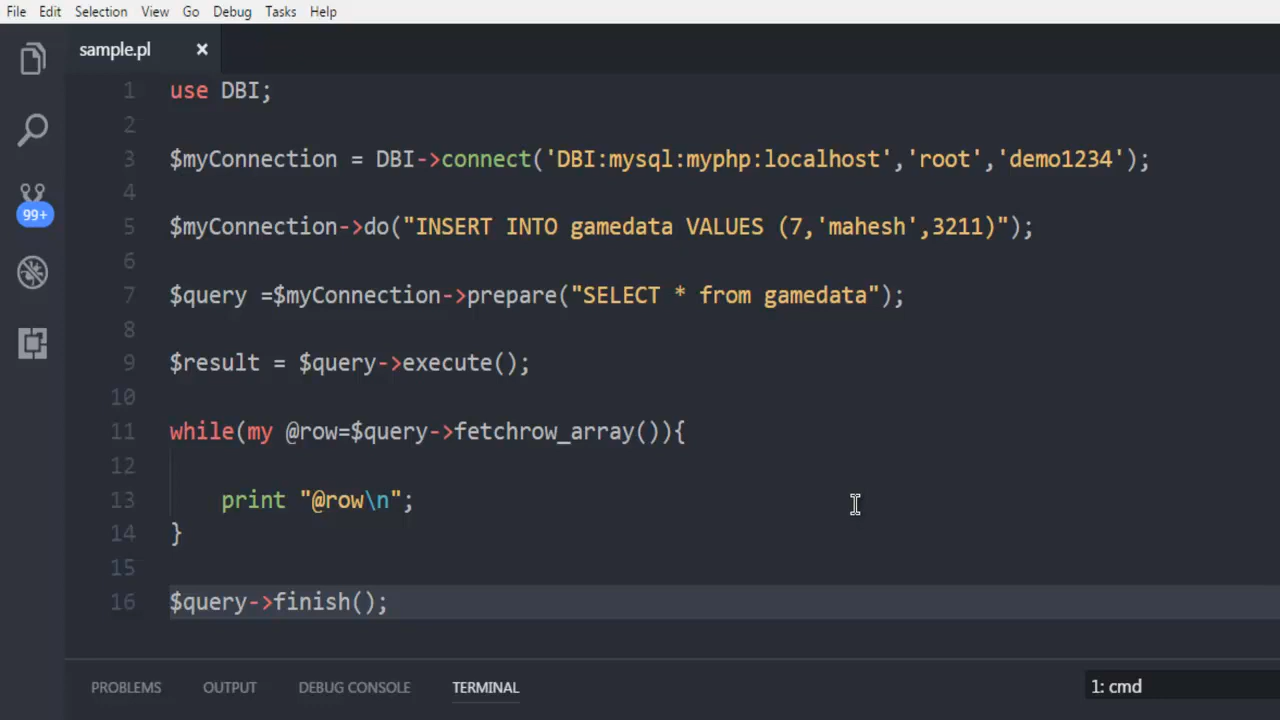 File Edit Selection View Go Debug Tasks Help
sample.pl ×
1 use DBI;
2
3 $myConnection = DBI->connect('DBI:mysql:myphp:localhost','root','demo1234');
4
5 $myConnection->do("INSERT INTO gamedata VALUES (7,'mahesh',3211)");
6
7 $query =$myConnection->prepare("SELECT * from gamedata");
8
9 $result = $query->execute();
10
11 while(my @row=$query->fetchrow_array()){
12
13 print "@row\n";
14 }
15
16 $query->finish();
99+
PROBLEMS OUTPUT DEBUG CONSOLE TERMINAL 1: cmd